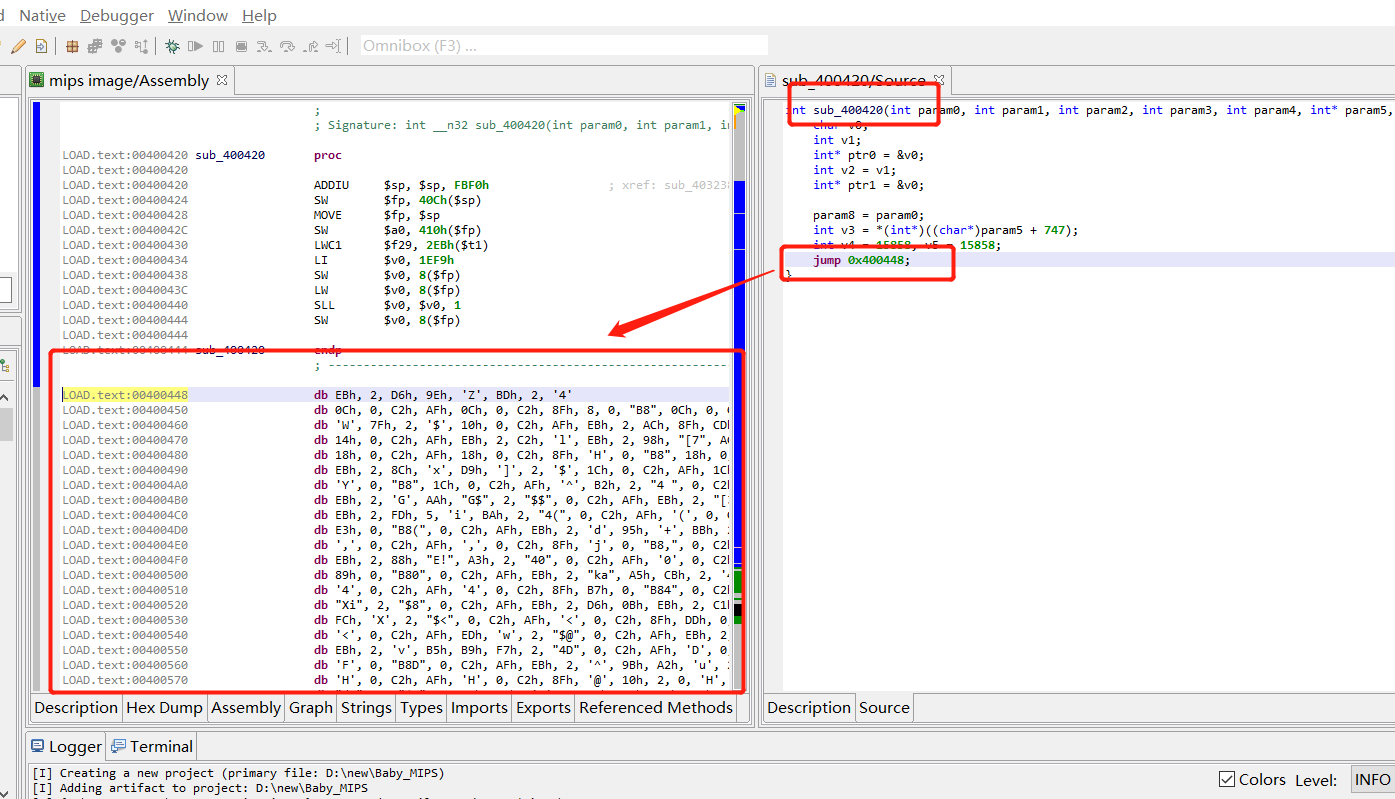 Native Debugger Window Help
Omnibox (F3) ...
mips image/Assembly
sub_400420/Source
;
; Signature: int __n32 sub_400420(int param0, int param1,
LOAD.text:00400420 sub_400420 proc
LOAD.text:00400420
LOAD.text:00400420 ADDIU $sp, $sp, FBF0h ; xref: sub_403238
LOAD.text:00400424 SW $fp, 40Ch($sp)
LOAD.text:00400428 MOVE $fp, $sp
LOAD.text:0040042C SW $a0, 410h($fp)
LOAD.text:00400430 LWC1 $f29, 2EBh($t1)
LOAD.text:00400434 LI $v0, 1EF9h
LOAD.text:00400438 SW $v0, 8($fp)
LOAD.text:0040043C LW $v0, 8($fp)
LOAD.text:00400440 SLL $v0, $v0, 1
LOAD.text:00400444 SW $v0, 8($fp)
LOAD.text:00400444
LOAD.text:00400444 sub_400420 endp
; --------------------------------------------------------
LOAD.text:00400448 db EBh, 2, D6h, 9Eh, 'Z', BDh, 2, '4'
LOAD.text:00400450 db 0Ch, 0, C2h, AFh, 0Ch, 0, C2h, 8Fh, 8, 0, "B8", 0Ch, 0,
LOAD.text:00400460 db 'W', 7Fh, 2, '$', 10h, 0, C2h, AFh, EBh, 2, ACh, 8Fh,
LOAD.text:00400470 db 14h, 0, C2h, AFh, EBh, 2, C2h, 'l', EBh, 2, 98h, "[7",
LOAD.text:00400480 db 18h, 0, C2h, AFh, 18h, 0, C2h, 8Fh, 'H', 0, "B8", 18h,
LOAD.text:00400490 db EBh, 2, 8Ch, 'x', D9h, ']', 2, '$', 1Ch, 0, C2h, AFh,
LOAD.text:004004A0 db 'Y', 0, "B8", 1Ch, 0, C2h, AFh, '^', B2h, 2, "4 ", 0,
LOAD.text:004004B0 db EBh, 2, 'G', AAh, "G$", 2, "$$", 0, C2h, AFh, EBh, 2,
LOAD.text:004004C0 db EBh, 2, FDh, 5, 'i', BAh, 2, "4(", 0, C2h, AFh, '(', 0,
LOAD.text:004004D0 db E3h, 0, "B8(", 0, C2h, AFh, EBh, 2, 'd', 95h, '+', BBh,
LOAD.text:004004E0 db ',', 0, C2h, AFh, ',', 0, C2h, 8Fh, 'j', 0, "B8,", 0,
LOAD.text:004004F0 db EBh, 2, 88h, "E!", A3h, 2, "40", 0, C2h, AFh, '0', 0,
LOAD.text:00400500 db 89h, 0, "B80", 0, C2h, AFh, EBh, 2, "ka", A5h, CBh, 2,
LOAD.text:00400510 db '4', 0, C2h, AFh, '4', 0, C2h, 8Fh, B7h, 0, "B84", 0,
LOAD.text:00400520 db "Xi", 2, "$8", 0, C2h, AFh, EBh, 2, D6h, 0Bh, EBh, 2,
LOAD.text:00400530 db FCh, 'X', 2, "$<", 0, C2h, AFh, '<', 0, C2h, 8Fh, DDh,
LOAD.text:00400540 db '<', 0, C2h, AFh, EDh, 'w', 2, "$@", 0, C2h, AFh, EBh,
LOAD.text:00400550 db EBh, 2, 'v', B5h, B9h, F7h, 2, "4D", 0, C2h, AFh, 'D',
LOAD.text:00400560 db 'F', 0, "B8D", 0, C2h, AFh, EBh, 2, '^', 9Bh, A2h, 'u',
LOAD.text:00400570 db 'H', 0, C2h, AFh, 'H', 0, C2h, 8Fh, '@', 10h, 2, 0, 'H',
int sub_400420(int param0, int param1, int param2, int param3, int param4, int* param5,
char v0;
int v1;
int* ptr0 = &v0;
int v2 = v1;
int* ptr1 = &v0;
param8 = param0;
int v3 = *(int*)((char*)param5 + 747);
int v4 = 15858, v5 = 15858;
jump 0x400448;
}
Description Hex Dump Assembly Graph Strings Types Imports Exports Referenced Methods
Description Source
Logger Terminal
[I] Creating a new project (primary file: D:\new\Baby_MIPS)
[I] Adding artifact to project: D:\new\Baby_MIPS
Colors Level: INFO